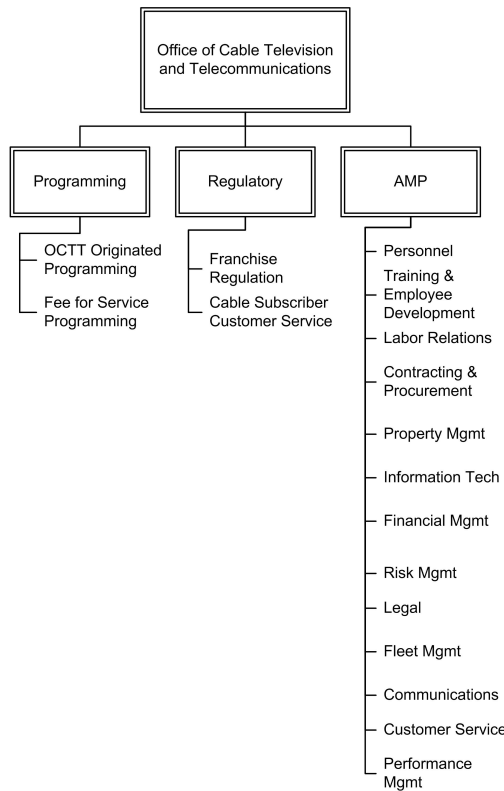 Office of Cable Television
and Telecommunications
Programming
Regulatory
AMP
OCTT Originated
Programming
Fee for Service
Programming
Franchise
Regulation
Cable Subscriber
Customer Service
Personnel
Training &
Employee
Development
Labor Relations
Contracting &
Procurement
Property Mgmt
Information Tech
Financial Mgmt
Risk Mgmt
Legal
Fleet Mgmt
Communications
Customer Service
Performance
Mgmt